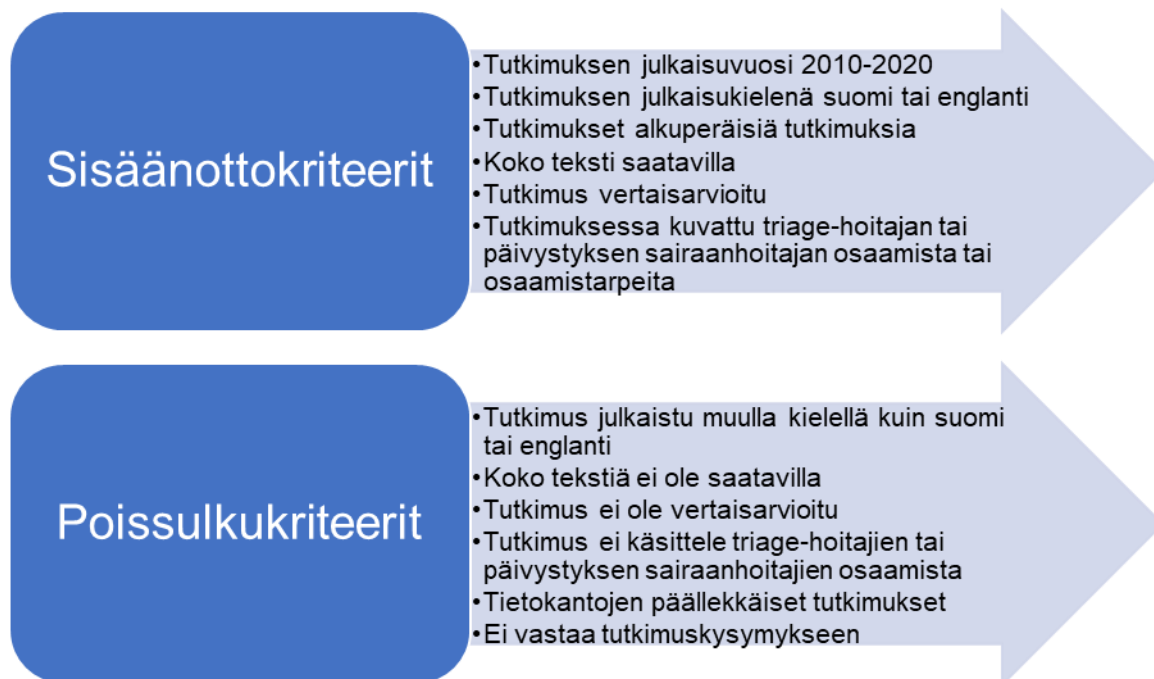 Sisäänottokriteerit
•Tutkimuksen julkaisuvuosi 2010-2020
•Tutkimuksen julkaisukielenä suomi tai englanti
•Tutkimukset alkuperäisiä tutkimuksia
•Koko teksti saatavilla
•Tutkimus vertaisarvioitu
•Tutkimuksessa kuvattu triage-hoitajan tai
päivystyksen sairaanhoitajan osaamista tai
osaamistarpeita
Poissulkukriteerit
•Tutkimus julkaistu muulla kielellä kuin suomi
tai englanti
•Koko tekstiä ei ole saatavilla
•Tutkimus ei ole vertaisarvioitu
•Tutkimus ei käsittele triage-hoitajien tai
päivystyksen sairaanhoitajien osaamista
•Tietokantojen päällekkäiset tutkimukset
•Ei vastaa tutkimuskysymykseen